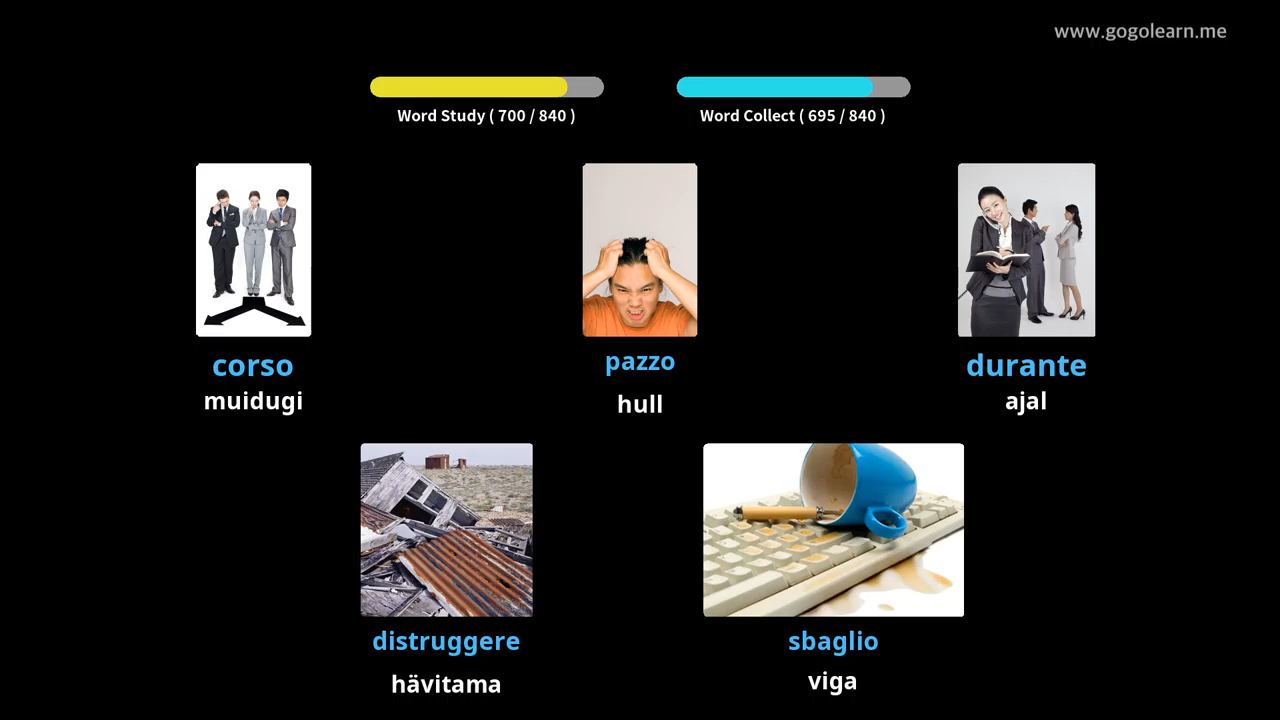 www.gogolearn.me
Word Study ( 700 / 840 )
Word Collect ( 695 / 840 )
corso
muidugi
pazzo
hull
durante
ajal
distruggere
hävitama
sbaglio
viga